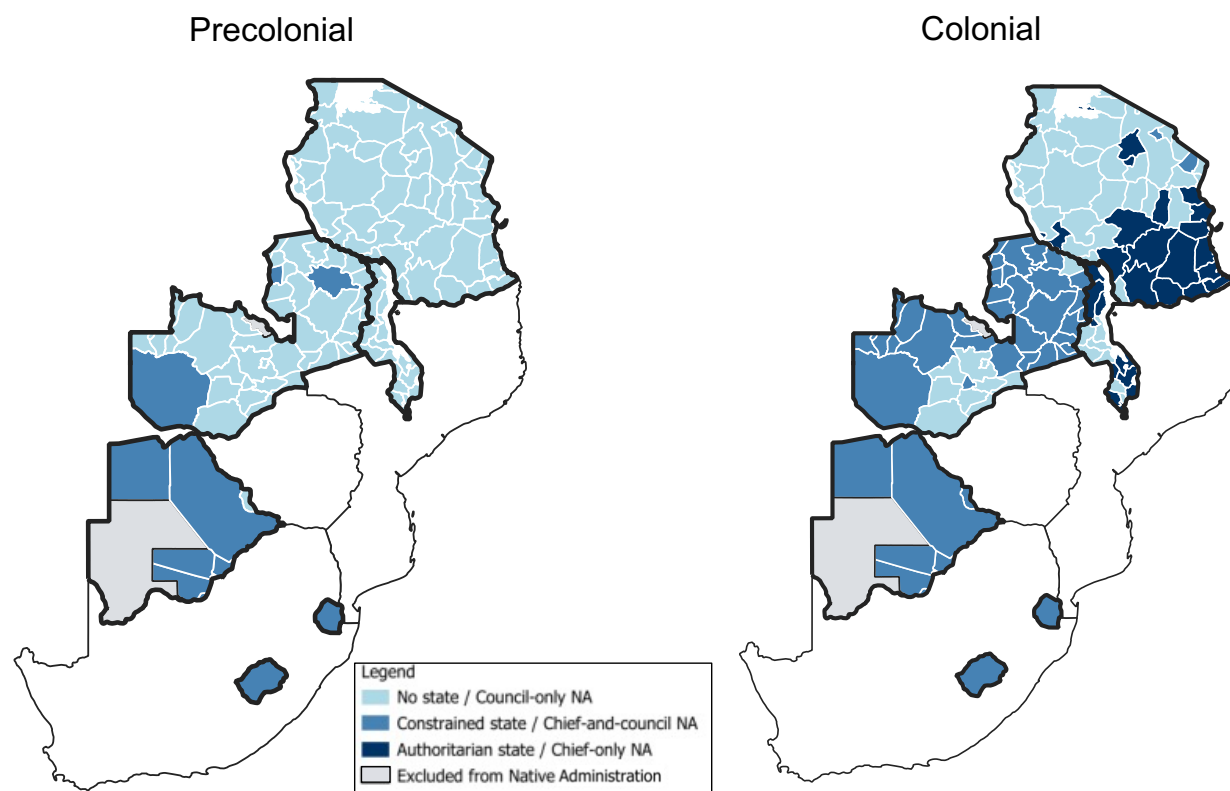 Precolonial
Colonial
Legend
No state / Council-only NA
Constrained state / Chief-and-council NA
Authoritarian state / Chief-only NA
Excluded from Native Administration